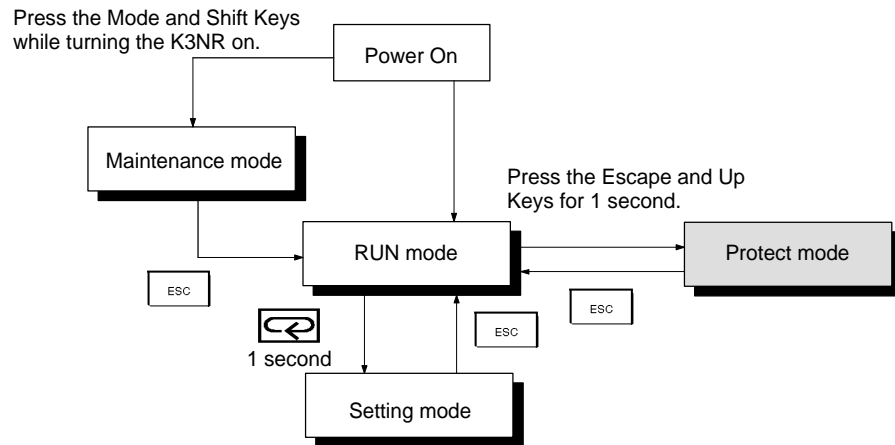 Press the Mode and Shift Keys
while turning the K3NR on.
Power On
Maintenance mode
Press the Escape and Up
Keys for 1 second.
RUN mode
Protect mode
ESC
ESC
ESC
1 second
Setting mode